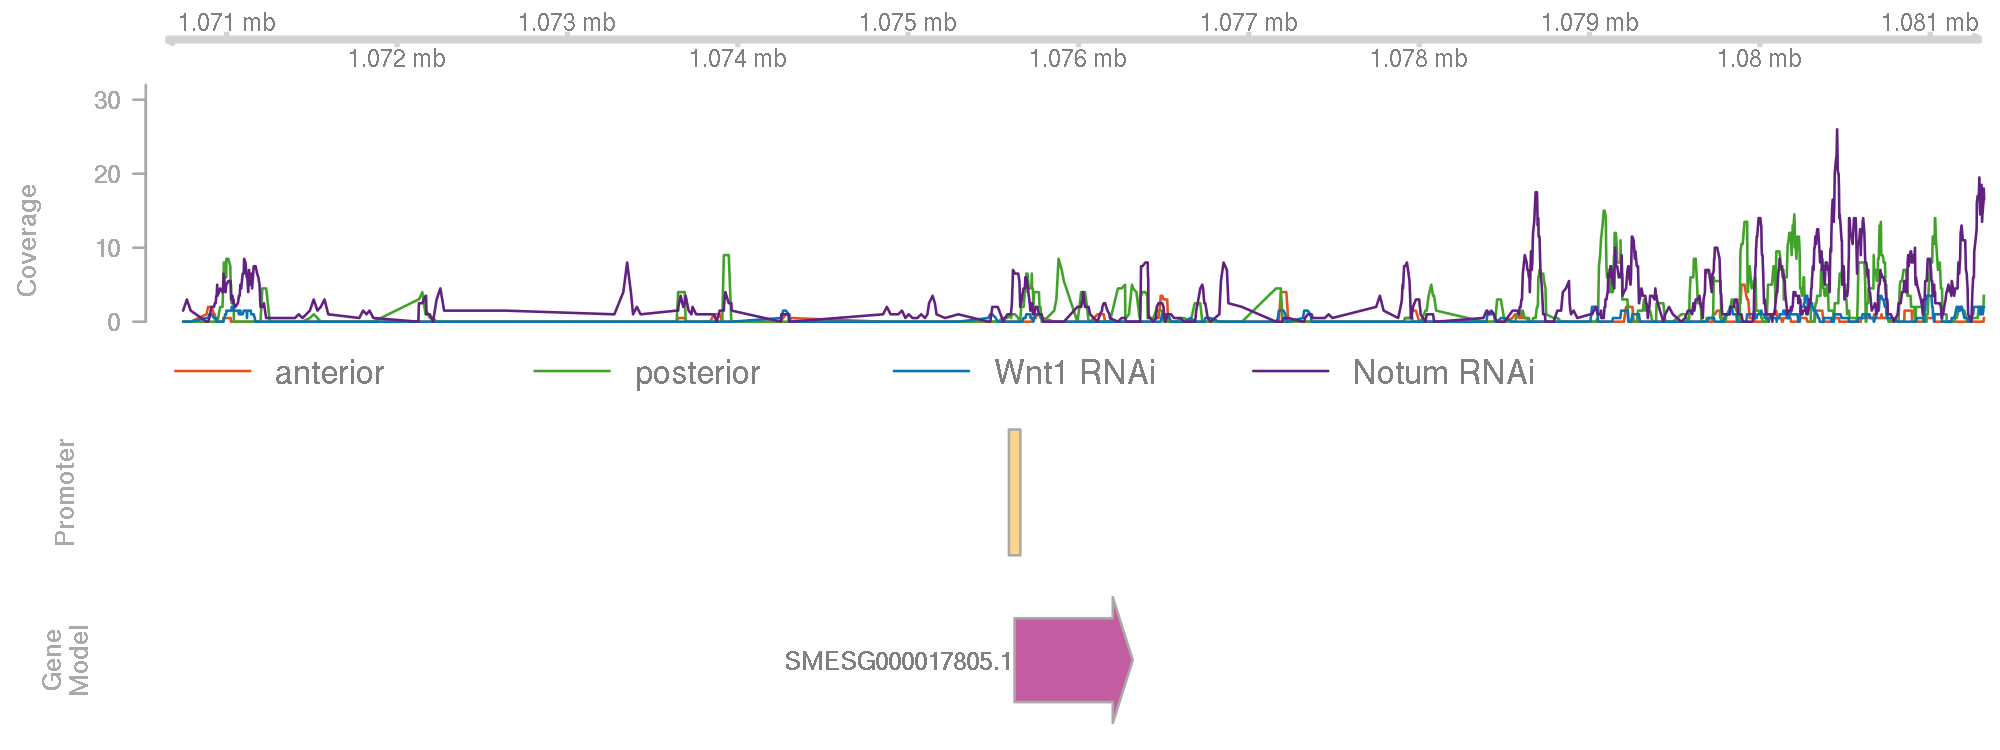 1.071 mb 1.073 mb 1.075 mb 1.077 mb 1.079 mb 1.081 mb
1.072 mb 1.074 mb 1.076 mb 1.078 mb 1.08 mb
Coverage
30
20
10
0
anterior posterior Wnt1 RNAi Notum RNAi
Promoter
Gene
Model
SMESG000017805.1